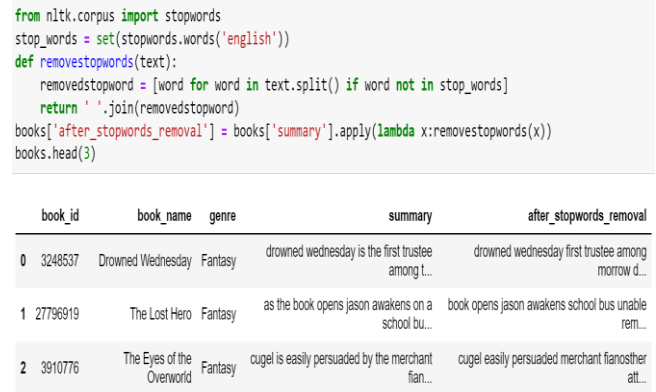 from nltk.corpus import stopwords
stop_words = set(stopwords.words('english'))
def removestopwords(text):
    removedstopword = [word for word in text.split() if word not in stop_words]
    return ' '.join(removedstopword)
books['after_stopwords_removal'] = books['summary'].apply(lambda x:removestopwords(x))
books.head(3)
book_id book_name genre summary after_stopwords_removal
0 3248537 Drowned Wednesday Fantasy drowned wednesday is the first trustee among t... drowned wednesday first trustee among morrow d...
1 27796919 The Lost Hero Fantasy as the book opens jason awakens on a school bu... book opens jason awakens school bus unable rem...
2 3910776 The Eyes of the Overworld Fantasy cugel is easily persuaded by the merchant fian... cugel easily persuaded merchant fianosther att...